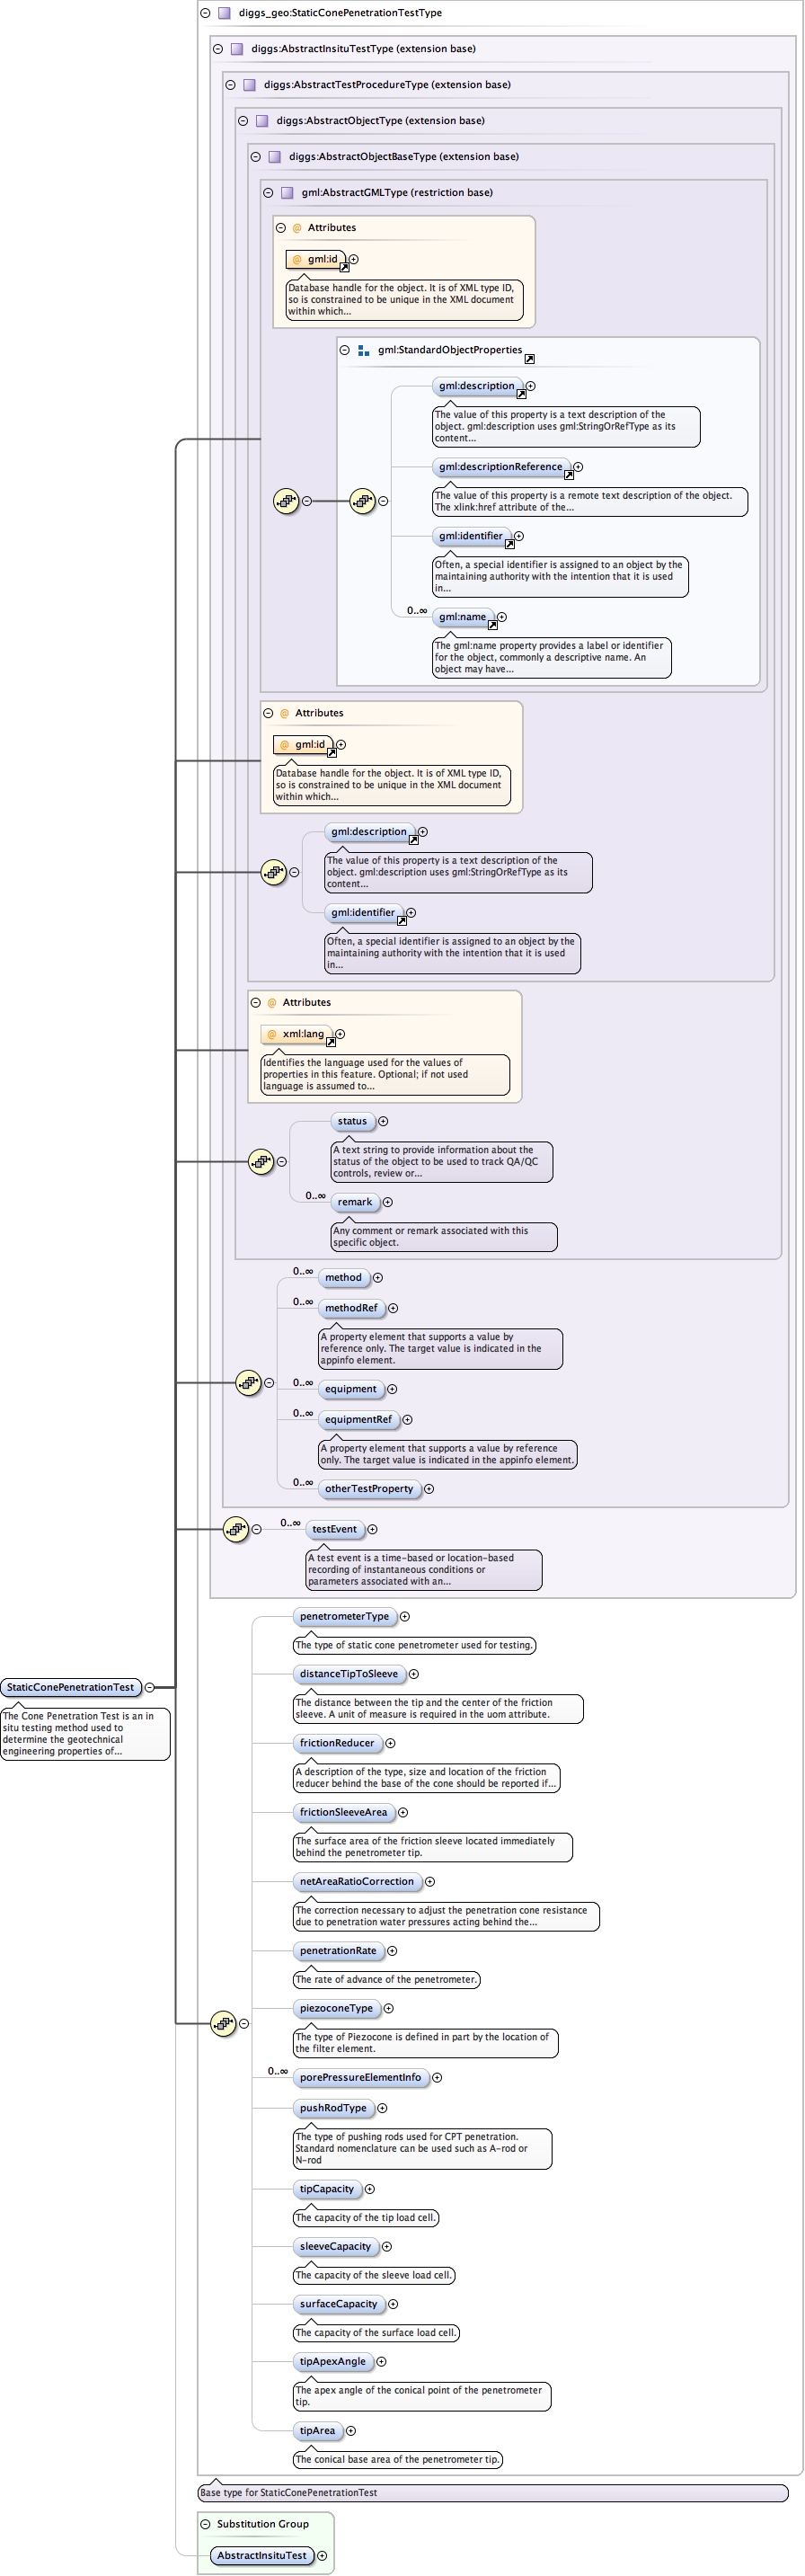 diggs_geo:StaticConePenetrationTestType
diggs:AbstractInsituTestType (extension base)
diggs:AbstractTestProcedureType (extension base)
diggs:AbstractObjectType (extension base)
diggs:AbstractObjectBaseType (extension base)
gml:AbstractGMLType (restriction base)
@ Attributes
@ gml:id
Database handle for the object. It is of XML type ID,
so is constrained to be unique in the XML document
within which...
gml:StandardObjectProperties
gml:description
The value of this property is a text description of the
object. gml:description uses gml:StringOrRefType as its
content...
gml:descriptionReference
The value of this property is a remote text description of the object.
The xlink:href attribute of the...
gml:identifier
Often, a special identifier is assigned to an object by the
maintaining authority with the intention that it is used
in...
0..∞
gml:name
The gml:name property provides a label or identifier
for the object, commonly a descriptive name. An
object may have...
@ Attributes
@ gml:id
Database handle for the object. It is of XML type ID,
so is constrained to be unique in the XML document
within which...
gml:description
The value of this property is a text description of the
object. gml:description uses gml:StringOrRefType as its
content...
gml:identifier
Often, a special identifier is assigned to an object by the
maintaining authority with the intention that it is used
in...
@ Attributes
@ xml:lang
Identifies the language used for the values of
properties in this feature. Optional; if not used
language is assumed to...
status
A text string to provide information about the
status of the object to be used to track QA/QC
controls, review or...
0..∞
remark
Any comment or remark associated with this
specific object.
0..∞
method
0..∞
methodRef
A property element that supports a value by
reference only. The target value is indicated in the
appinfo element.
0..∞
equipment
0..∞
equipmentRef
A property element that supports a value by reference
only. The target value is indicated in the appinfo element.
0..∞
otherTestProperty
0..∞
testEvent
A test event is a time-based or location-based
recording of instantaneous conditions or
parameters associated with an...
penetrometerType
The type of static cone penetrometer used for testing.
distanceTipToSleeve
The distance between the tip and the center of the friction
sleeve. A unit of measure is required in the uom attribute.
StaticConePenetrationTest
The Cone Penetration Test is an in
situ testing method used to
determine the geotechnical
engineering properties of...
frictionReducer
A description of the type, size and location of the friction
reducer behind the base of the cone should be reported if...
frictionSleeveArea
The surface area of the friction sleeve located immediately
behind the penetrometer tip.
netAreaRatioCorrection
The correction necessary to adjust the penetration cone resistance
due to penetration water pressures acting behind the...
penetrationRate
The rate of advance of the penetrometer.
piezoconeType
The type of Piezocone is defined in part by the location of
the filter element.
0..∞
porePressureElementInfo
pushRodType
The type of pushing rods used for CPT penetration.
Standard nomenclature can be used such as A-rod or
N-rod
tipCapacity
The capacity of the tip load cell.
sleeveCapacity
The capacity of the sleeve load cell.
surfaceCapacity
The capacity of the surface load cell.
tipApexAngle
The apex angle of the conical point of the penetrometer
tip.
tipArea
The conical base area of the penetrometer tip.
Base type for StaticConePenetrationTest
Substitution Group
AbstractInsituTest